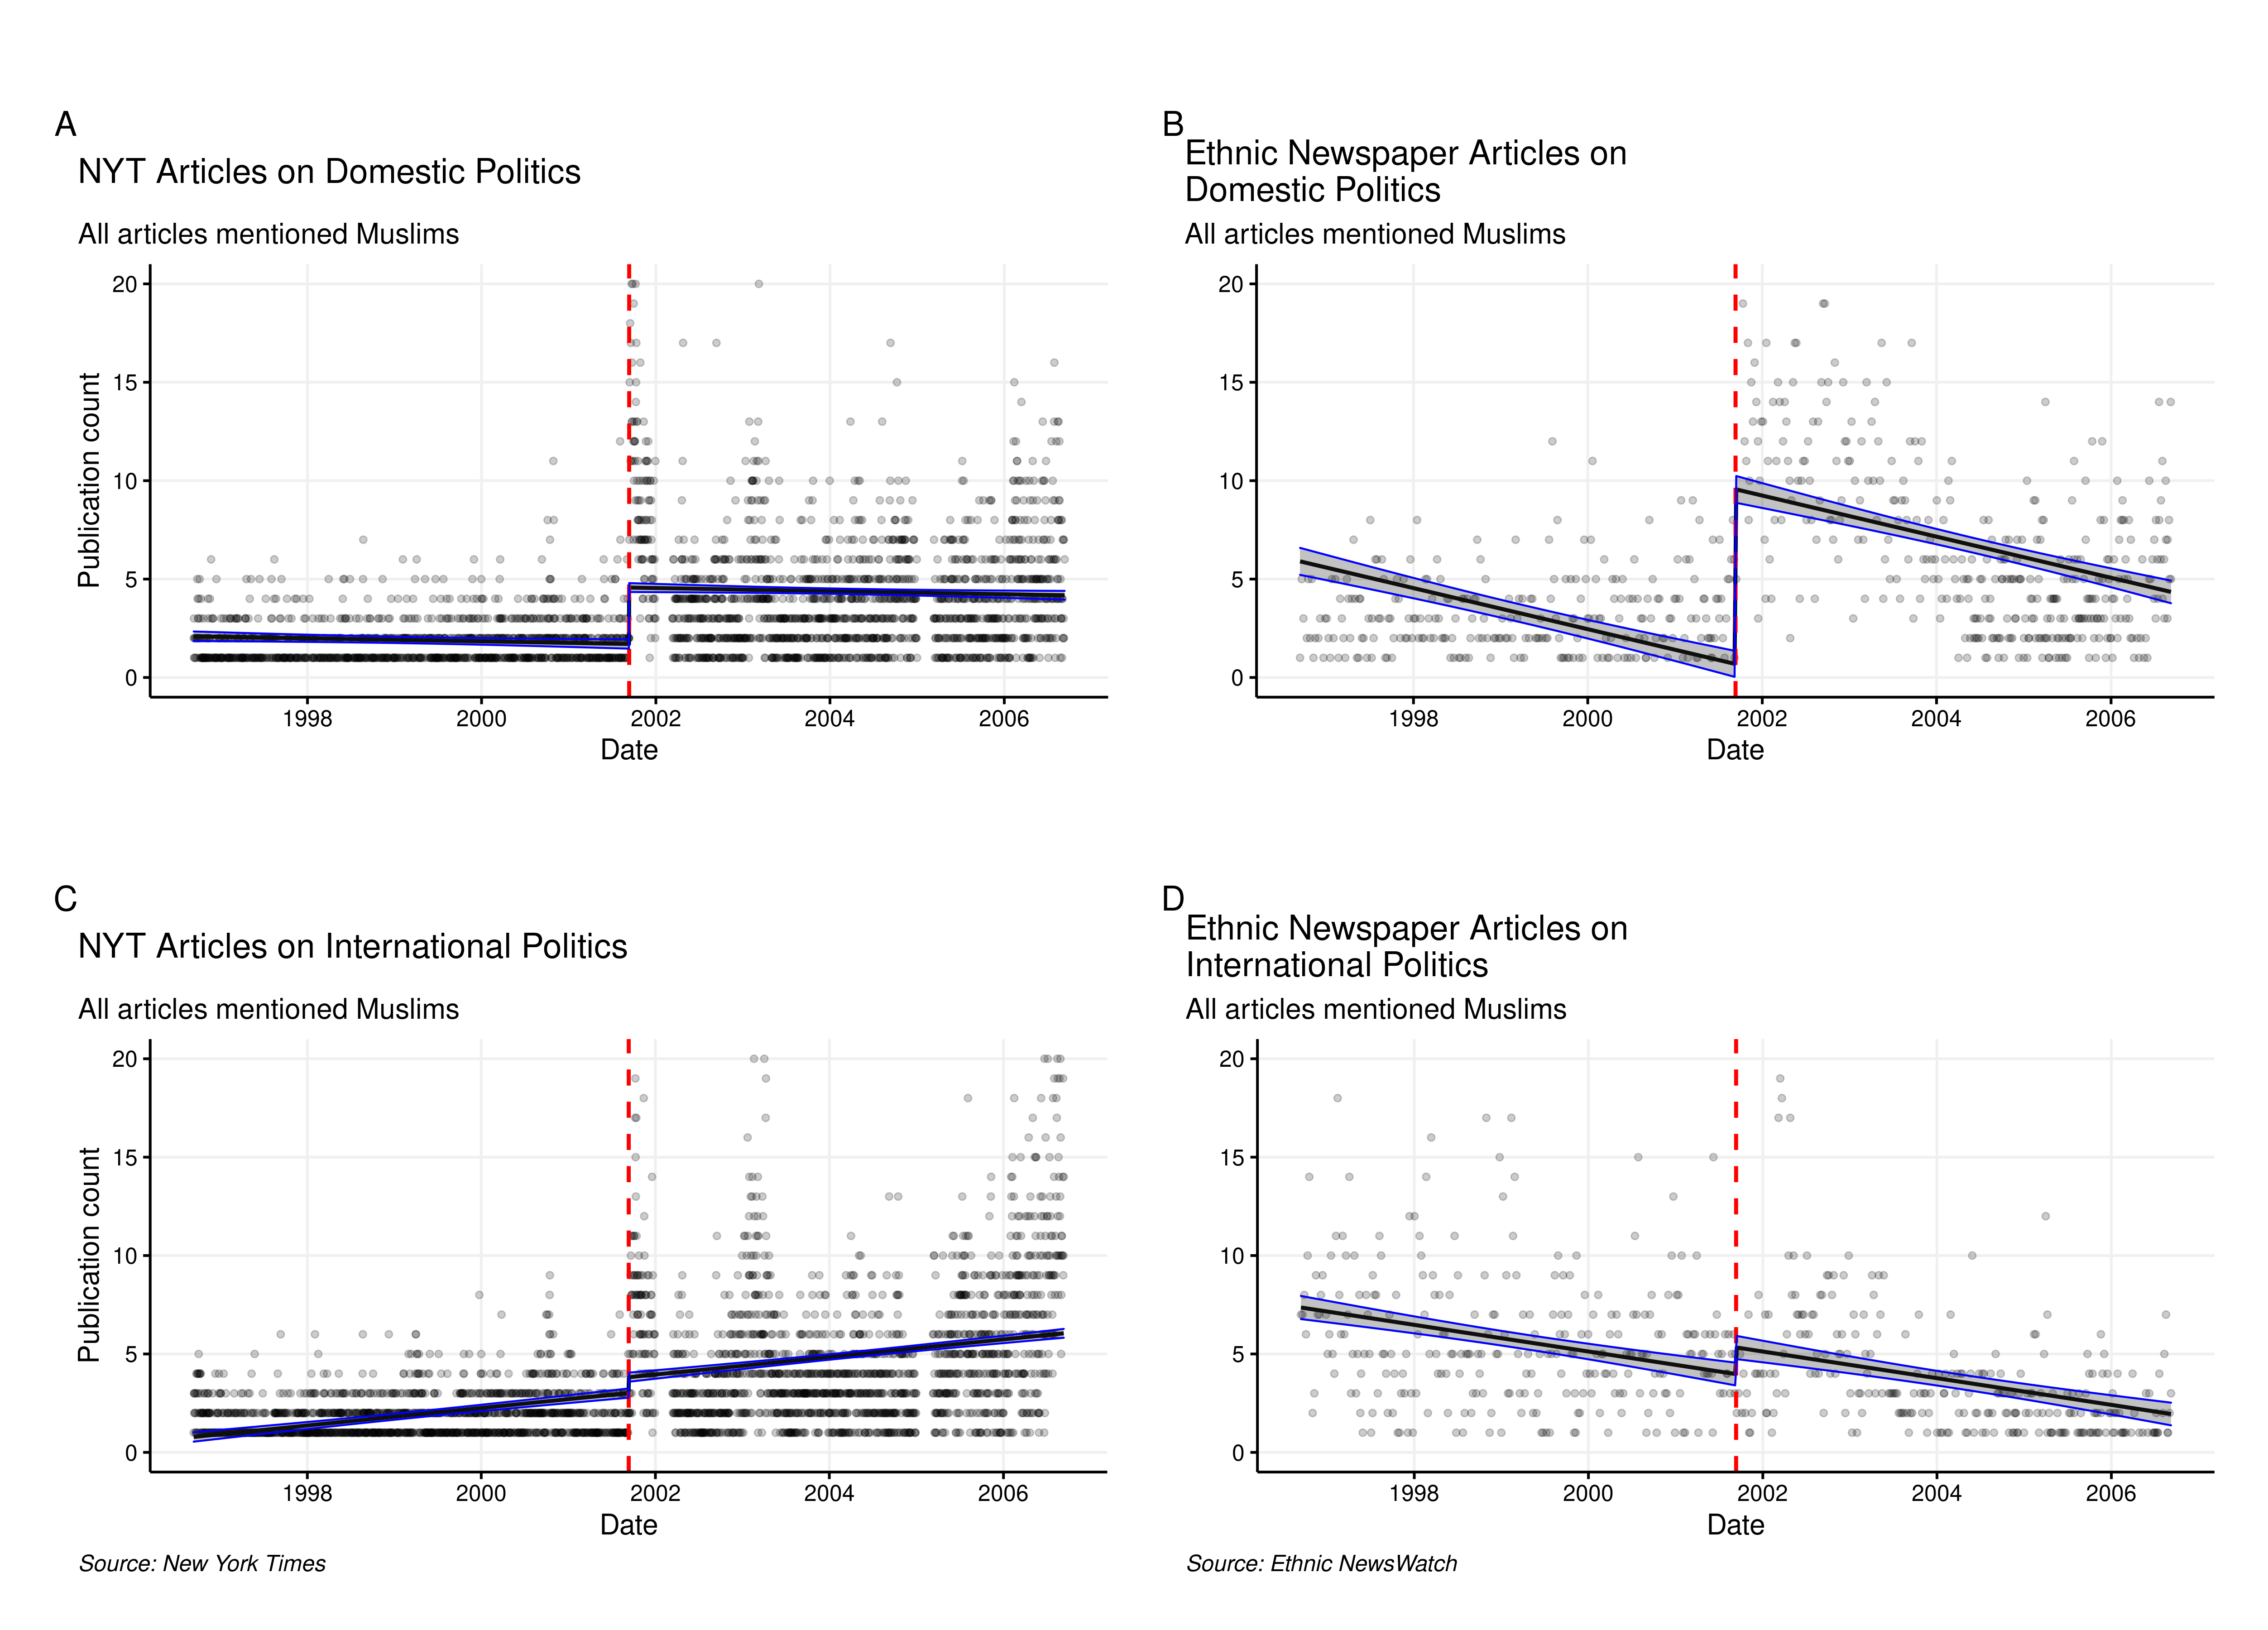 A
NYT Articles on Domestic Politics
All articles mentioned Muslims
Publication count
20
15
10
5
0
1998
2000
2002
2004
2006
Date
B
Ethnic Newspaper Articles on
Domestic Politics
All articles mentioned Muslims
20
15
10
5
0
1998
2000
2002
2004
2006
Date
C
NYT Articles on International Politics
All articles mentioned Muslims
Publication count
20
15
10
5
0
1998
2000
2002
2004
2006
Date
Source: New York Times
D
Ethnic Newspaper Articles on
International Politics
All articles mentioned Muslims
20
15
10
5
0
1998
2000
2002
2004
2006
Date
Source: Ethnic NewsWatch